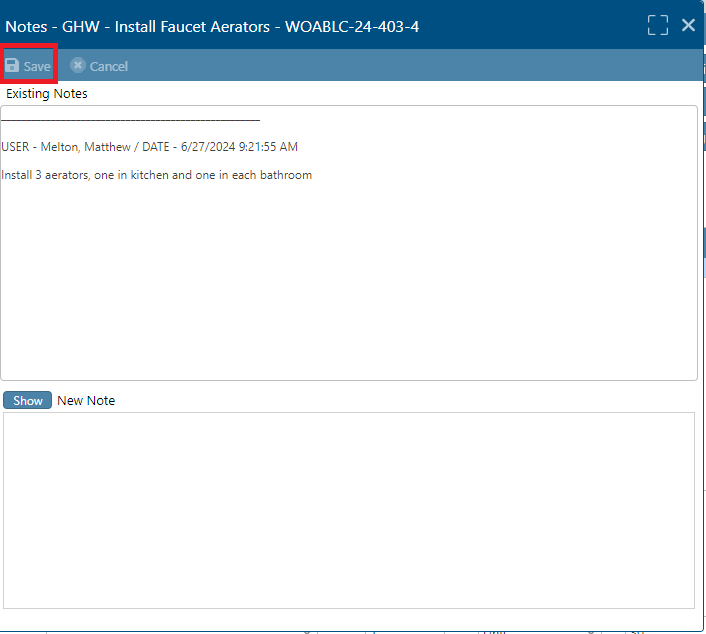 Notes - GHW - Install Faucet Aerators - WOABLC-24-403-4
Save Cancel
Existing Notes
USER - Melton, Matthew / DATE - 6/27/2024 9:21:55 AM
Install 3 aerators, one in kitchen and one in each bathroom
Show New Note